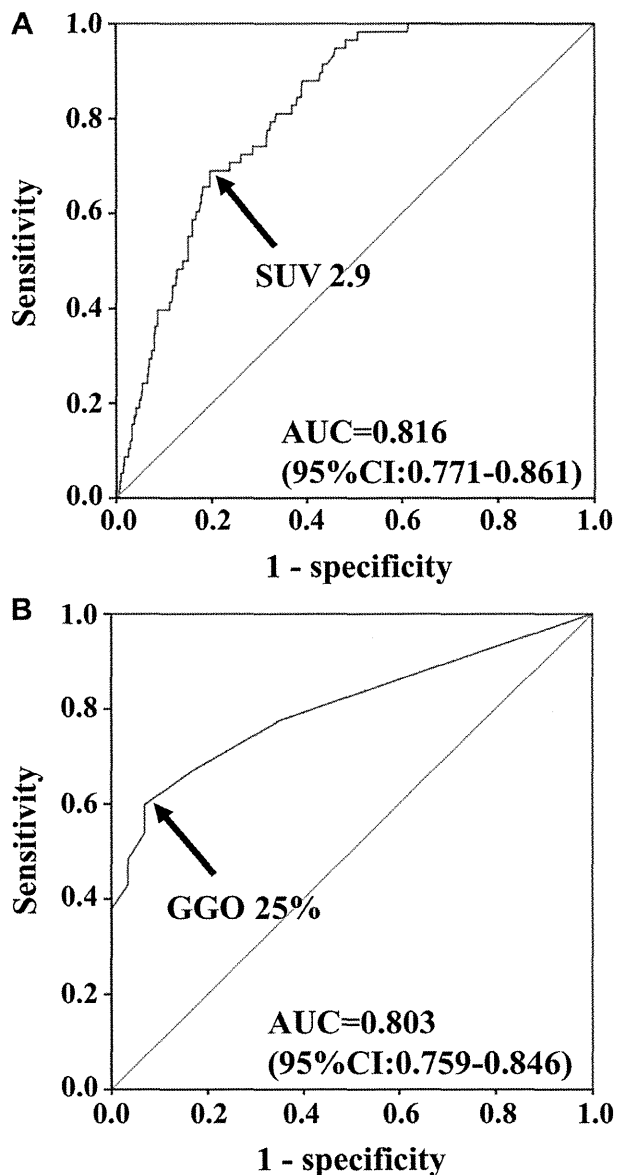 A
1.0
0.8
0.6
0.4
0.2
0.0
Sensitivity
SUV 2.9
AUC=0.816
(95%CI:0.771-0.861)
0.0 0.2 0.4 0.6 0.8 1.0
1 - specificity
B
1.0
0.8
0.6
0.4
0.2
0.0
Sensitivity
GGO 25%
AUC=0.803
(95%CI:0.759-0.846)
0.0 0.2 0.4 0.6 0.8 1.0
1 - specificity